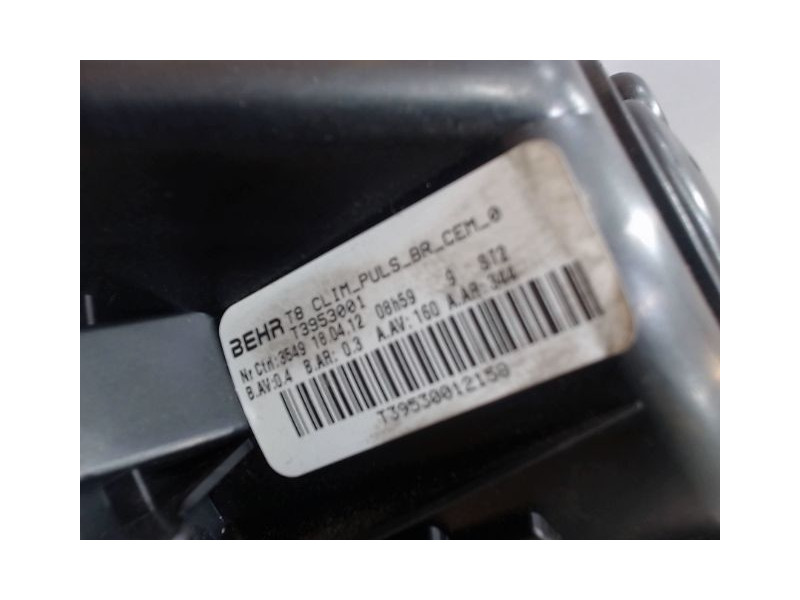 BEHR T8 CLIM_PULS_BR_CEM_0
T3953001
Nr Ctrl:3549 18.04.12 08h59 9 ST2
B.AV:0.4 B.AR: 0.3 A.AV: 160 A.AR: 344
T39530012150